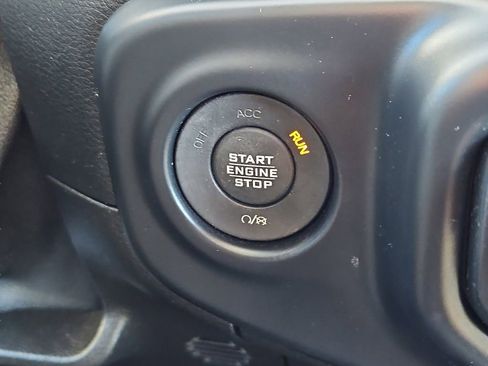 OFF
ACC
RUN
START
ENGINE
STOP